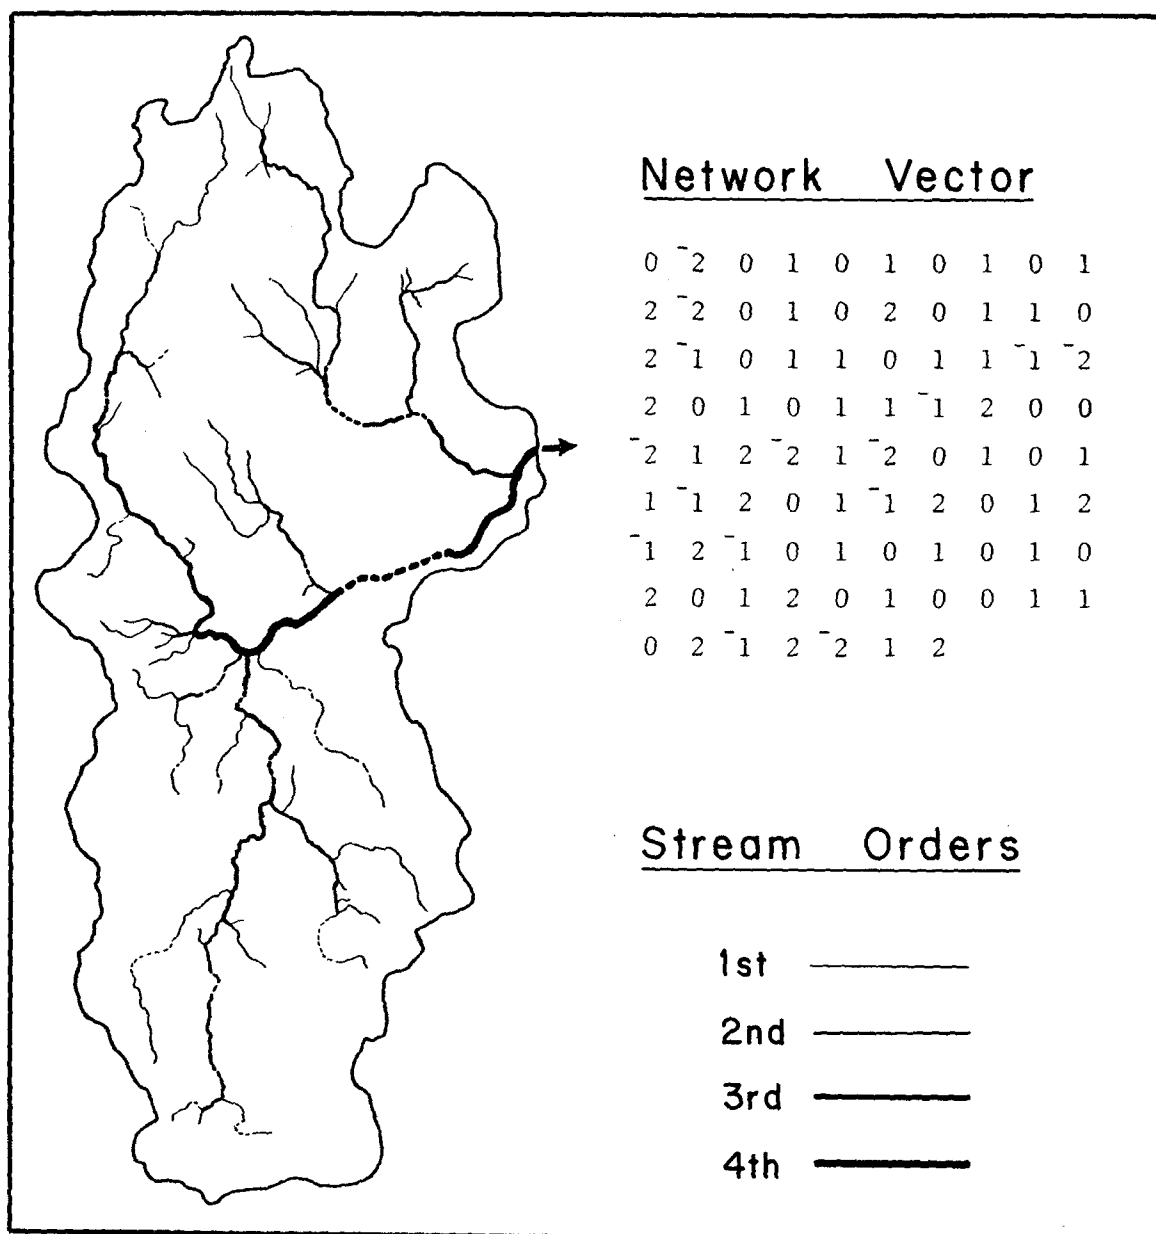 Network Vector
0 ⁻2 0 1 0 1 0 1 0 1
2 ⁻2 0 1 0 2 0 1 1 0
2 ⁻1 0 1 1 0 1 1 ⁻1 ⁻2
2 0 1 0 1 1 ⁻1 2 0 0
⁻2 1 2 ⁻2 1 ⁻2 0 1 0 1
1 ⁻1 2 0 1 ⁻1 2 0 1 2
⁻1 2 ⁻1 0 1 0 1 0 1 0
2 0 1 2 0 1 0 0 1 1
0 2 ⁻1 2 ⁻2 1 2
Stream Orders
1st
2nd
3rd
4th